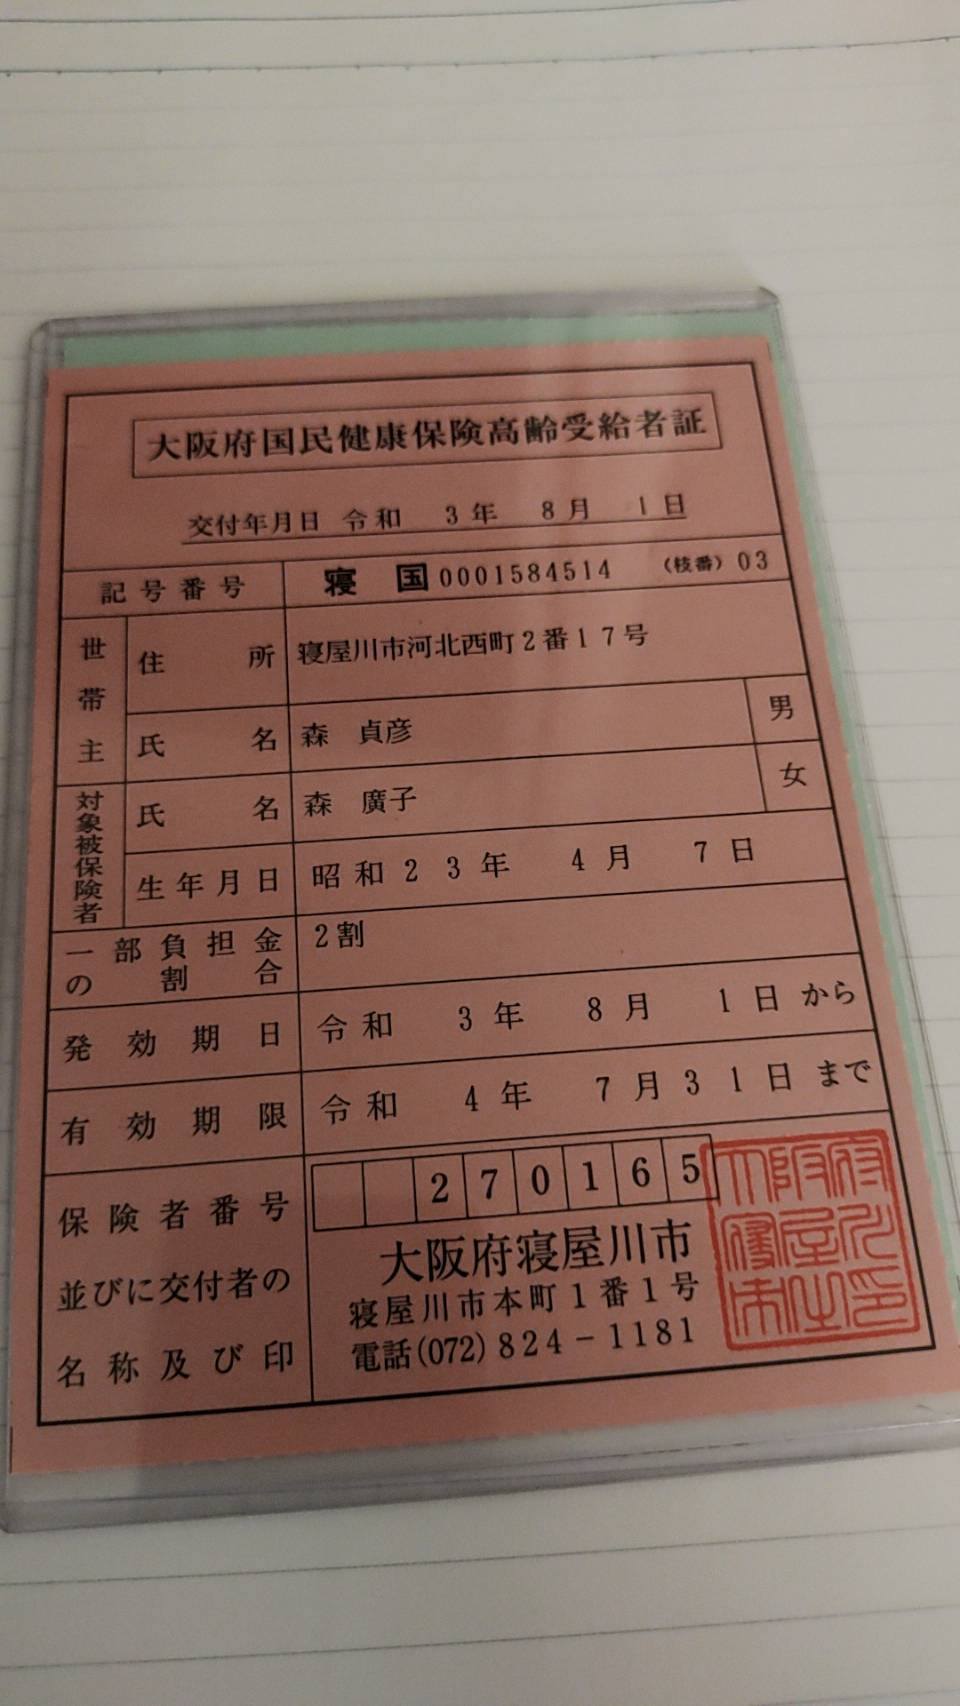 大阪府国民健康保険高齢受給者証
交付年月日 令和 3年 8月 1日
記号番号 寝 国 0001584514 (枝番) 03
世帯主 住所 寝屋川市河北西町2番17号
氏名 森 貞彦 男
対象被保険者 氏名 森 廣子 女
生年月日 昭和23年 4月 7日
一部負担金の割合 2割
発効期日 令和 3年 8月 1日から
有効期限 令和 4年 7月31日まで
保険者番号 270165
並びに交付者の 大阪府寝屋川市
寝屋川市本町1番1号
名称及び印 電話(072)824-1181